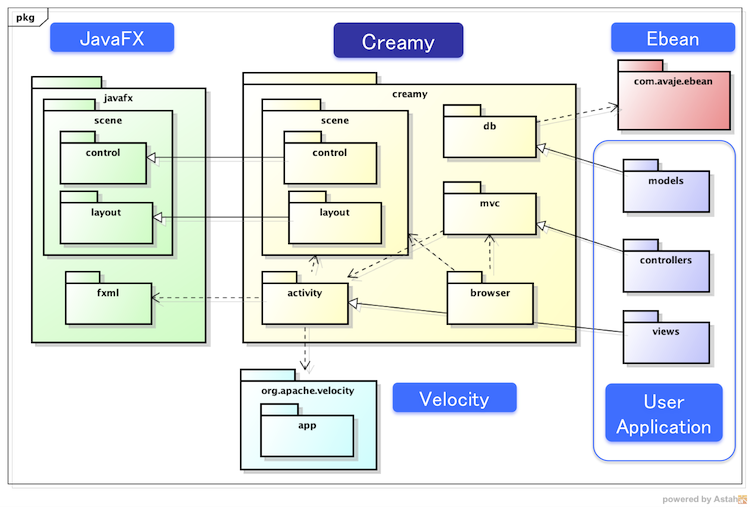 pkg
JavaFX
Creamy
Ebean
javafx
scene
control
layout
fxml
creamy
scene
control
layout
activity
db
mvc
browser
com.avaje.ebean
models
controllers
views
User
Application
org.apache.velocity
app
Velocity
powered by Astah